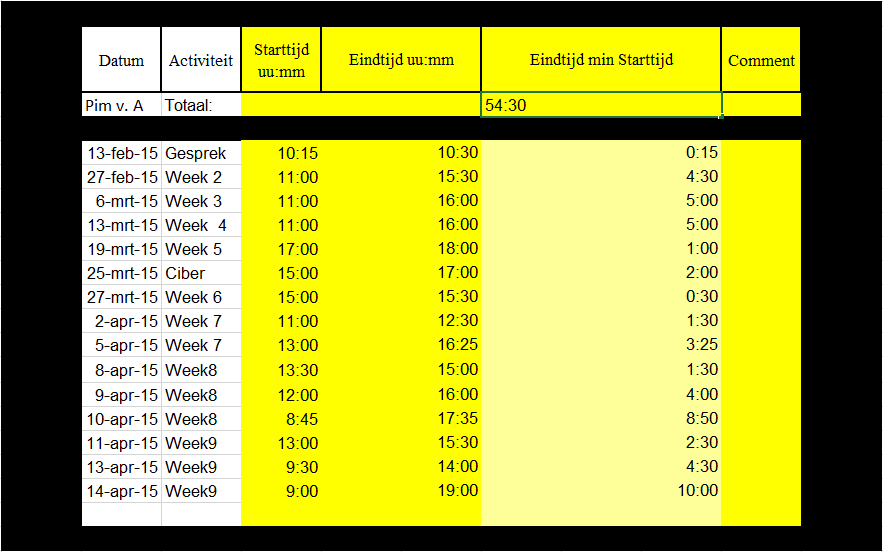 Datum Activiteit Starttijd uu:mm Eindtijd uu:mm Eindtijd min Starttijd Comment
Pim v. A Totaal: 54:30
13-feb-15 Gesprek 10:15 10:30 0:15
27-feb-15 Week 2 11:00 15:30 4:30
6-mrt-15 Week 3 11:00 16:00 5:00
13-mrt-15 Week  4 11:00 16:00 5:00
19-mrt-15 Week 5 17:00 18:00 1:00
25-mrt-15 Ciber 15:00 17:00 2:00
27-mrt-15 Week 6 15:00 15:30 0:30
2-apr-15 Week 7 11:00 12:30 1:30
5-apr-15 Week 7 13:00 16:25 3:25
8-apr-15 Week8 13:30 15:00 1:30
9-apr-15 Week8 12:00 16:00 4:00
10-apr-15 Week8 8:45 17:35 8:50
11-apr-15 Week9 13:00 15:30 2:30
13-apr-15 Week9 9:30 14:00 4:30
14-apr-15 Week9 9:00 19:00 10:00